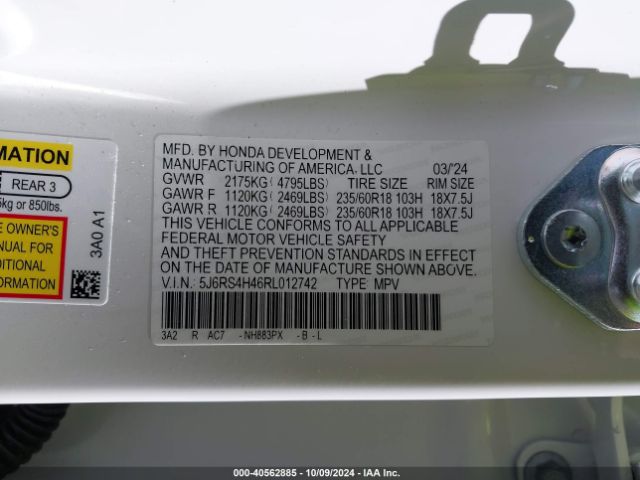 MATION
REAR 3
kg or 850lbs.
OWNER'S
MANUAL FOR
ADDITIONAL
FORMATION
3A0 A1
MFD. BY HONDA DEVELOPMENT &
MANUFACTURING OF AMERICA, LLC 03/'24
GVWR 2175KG (4795LBS) TIRE SIZE RIM SIZE
GAWR F 1120KG (2469LBS) 235/60R18 103H 18X7.5J
GAWR R 1120KG (2469LBS) 235/60R18 103H 18X7.5J
THIS VEHICLE CONFORMS TO ALL APPLICABLE
FEDERAL MOTOR VEHICLE SAFETY
AND THEFT PREVENTION STANDARDS IN EFFECT
ON THE DATE OF MANUFACTURE SHOWN ABOVE.
V.I.N.: 5J6RS4H46RL012742 TYPE: MPV
3A2 R AC7 -NH883PX -B-L
000-40562885 - 10/09/2024 - IAA Inc.